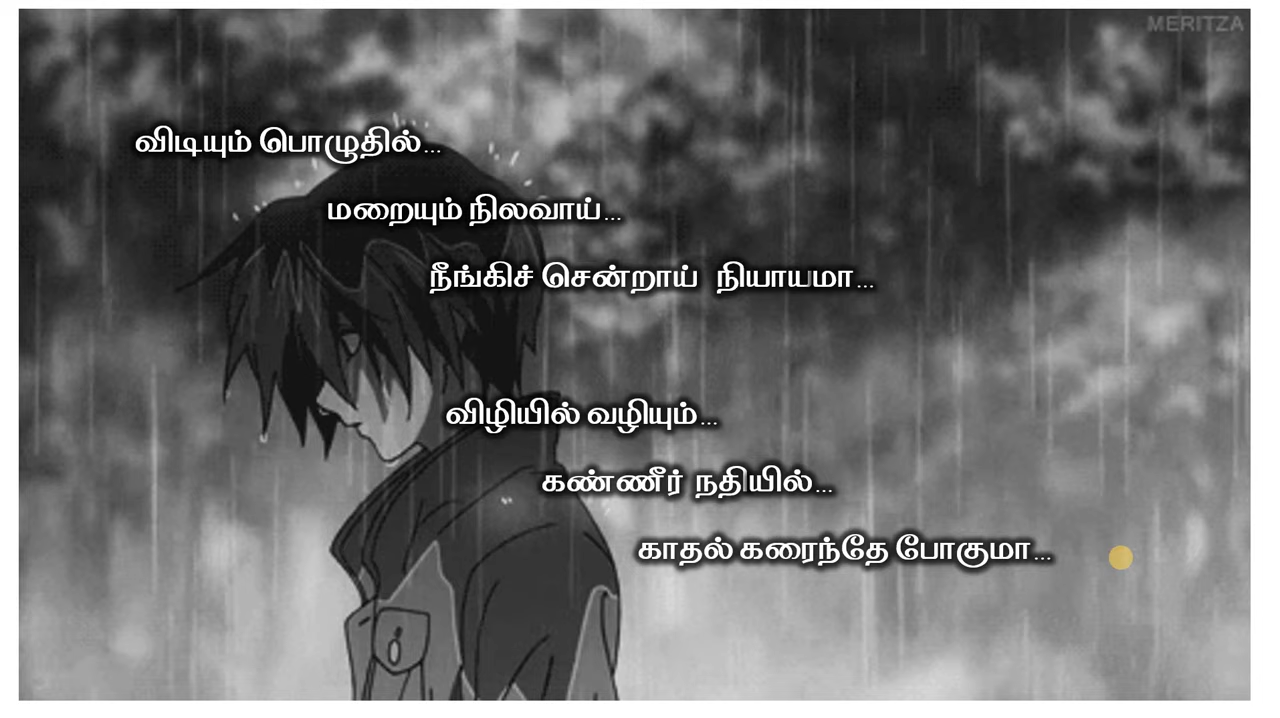 MERITZA
விடியும் பொழுதில்...
மறையும் நிலவாய்...
நீங்கிச் சென்றாய் நியாயமா...
விழியில் வழியும்...
கண்ணீர் நதியில்...
காதல் கரைந்தே போகுமா...